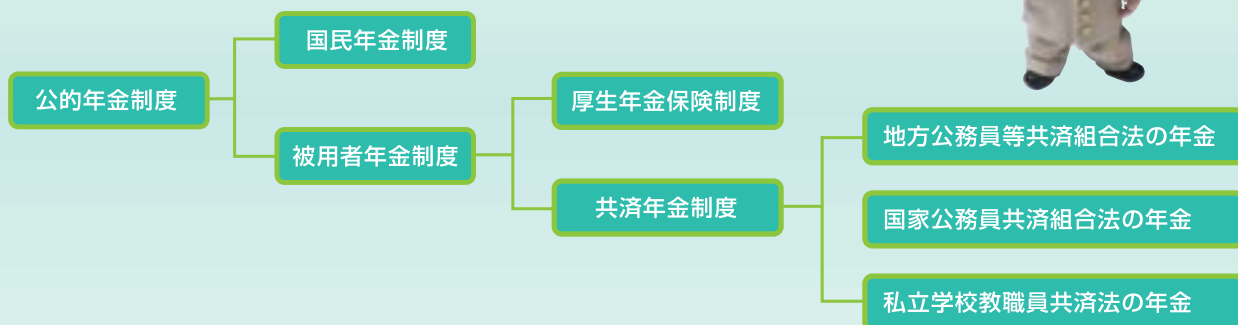 公的年金制度
国民年金制度
被用者年金制度
厚生年金保険制度
共済年金制度
地方公務員等共済組合法の年金
国家公務員共済組合法の年金
私立学校教職員共済法の年金